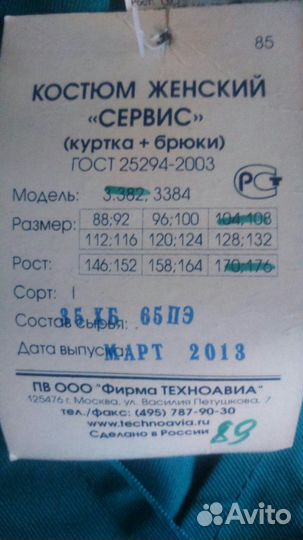 85
КОСТЮМ ЖЕНСКИЙ
«СЕРВИС»
(куртка + брюки)
ГОСТ 25294-2003
РСТ
Модель: 3.382, 3384
Размер: 88;92 96;100 104;108
112;116 120;124 128;132
Рост: 146;152 158;164 170;176
Сорт: I
Состав сырья: 35 ХБ 65ПЭ
Дата выпуска: МАРТ 2013
ПВ ООО "Фирма ТЕХНОАВИА"
125476 г. Москва, ул. Василия Петушкова, 7
тел./факс: (495) 787-90-30
www.technoavia.ru
Сделано в России
89
Avito